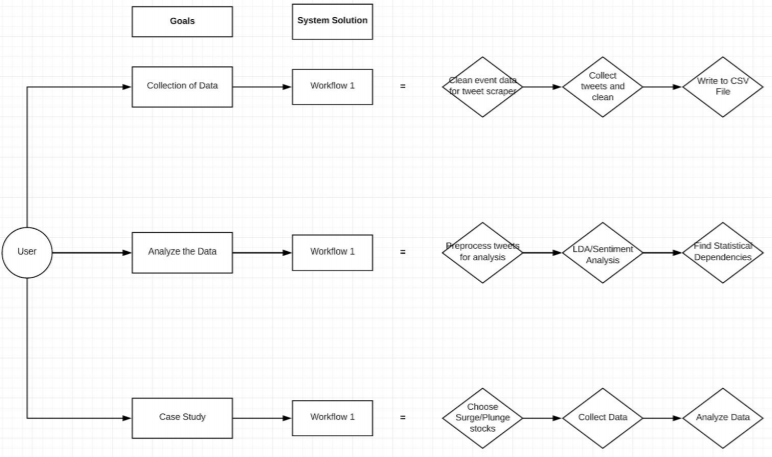 Goals
System Solution
Collection of Data
Workflow 1
=
Clean event data
for tweet scraper
Collect
tweets and
clean
Write to CSV
File
User
Analyze the Data
Workflow 1
=
Preprocess tweets
for analysis
LDA/Sentiment
Analysis
Find Statistical
Dependencies
Case Study
Workflow 1
=
Choose
Surge/Plunge
stocks
Collect Data
Analyze Data